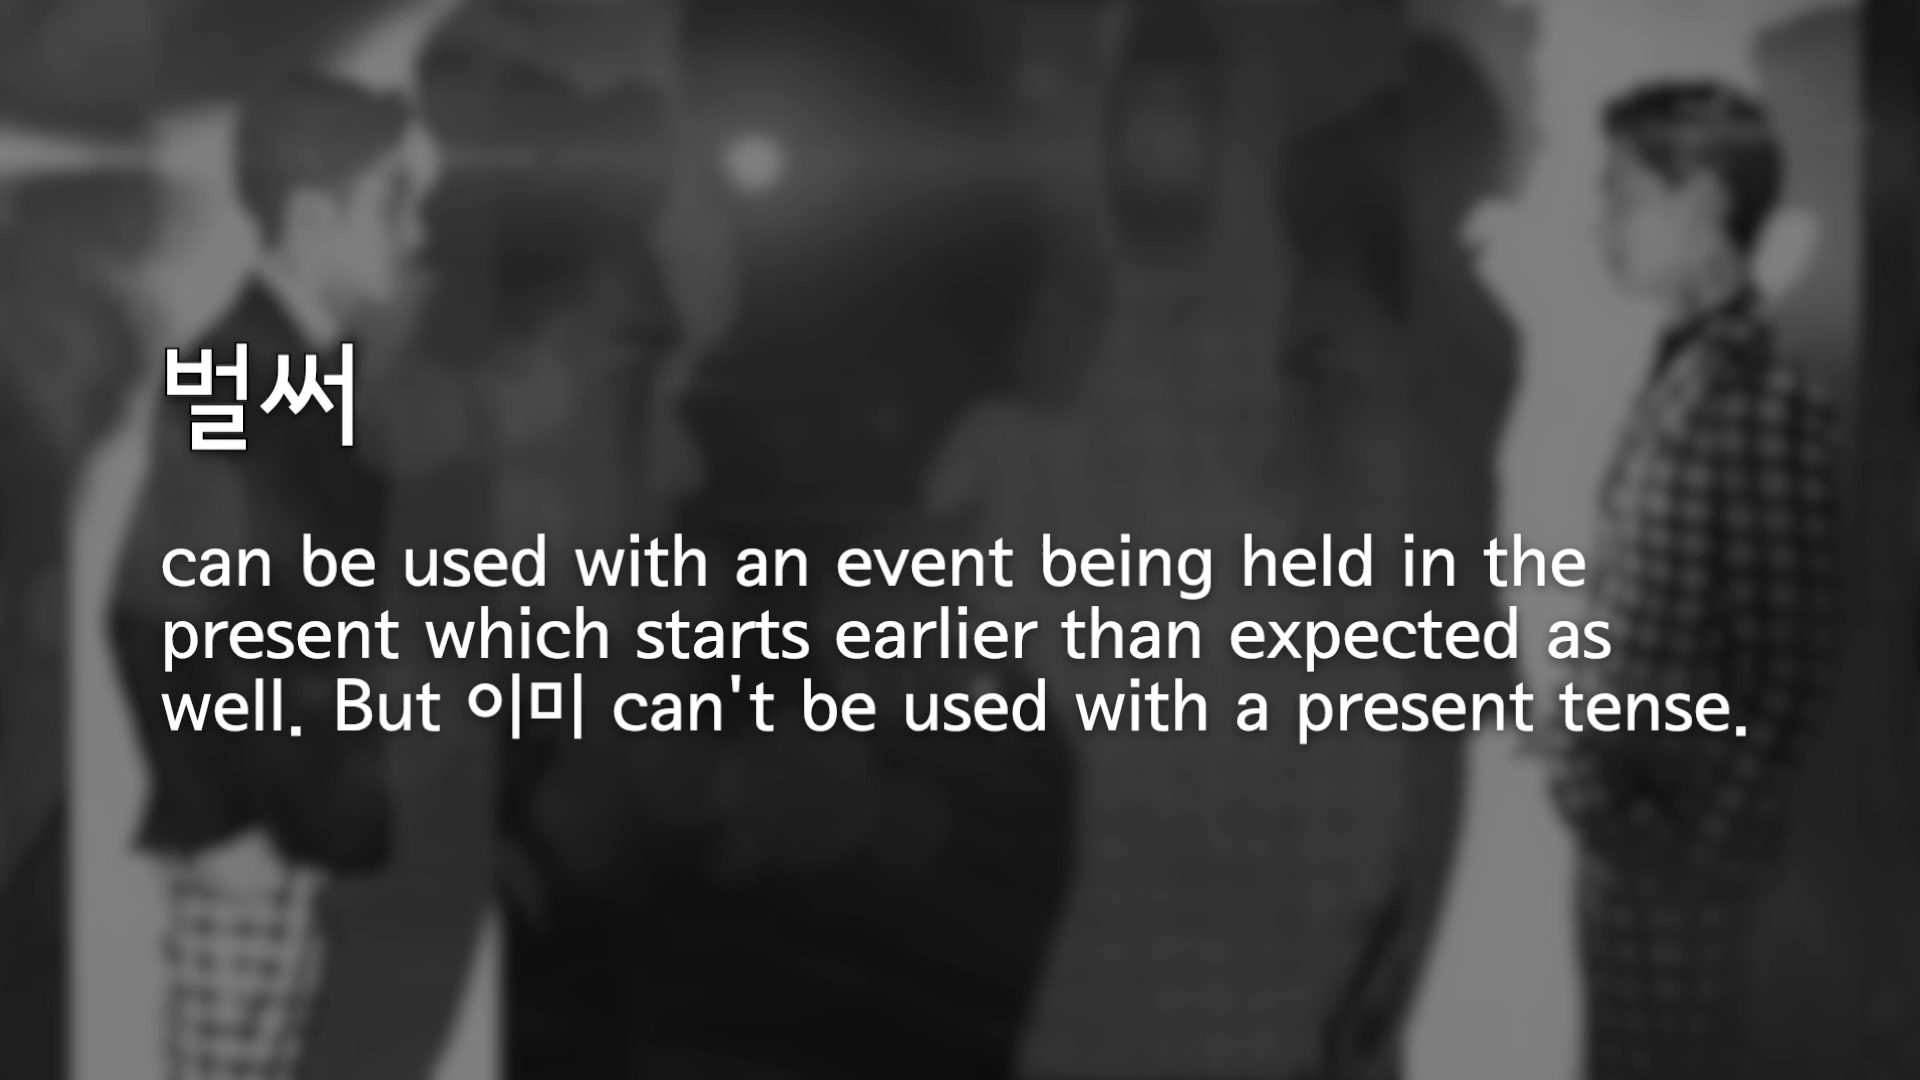 벌써
can be used with an event being held in the
present which starts earlier than expected as
well. But 이미 can't be used with a present tense.